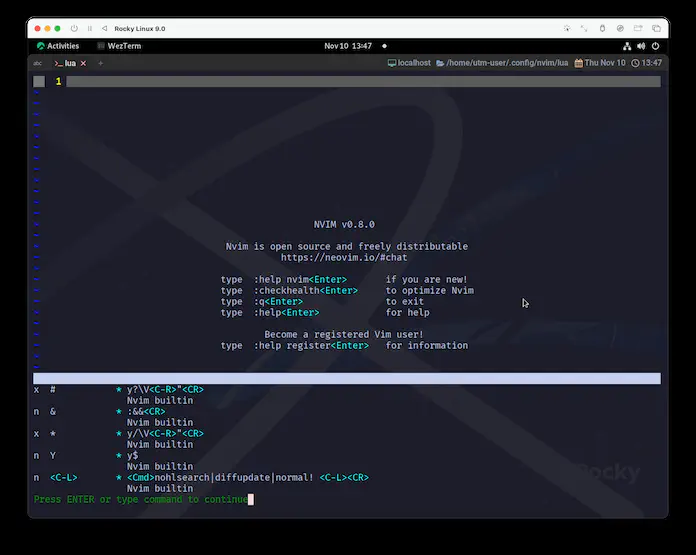 Rocky Linux 9.0
Activities WezTerm Nov 10 13:47
abc lua × + localhost /home/utm-user/.config/nvim/lua Thu Nov 10 13:47
1
~
~
~
~
~
~
~
~
~
~
~
~
NVIM v0.8.0
~
Nvim is open source and freely distributable
https://neovim.io/#chat
~
type :help nvim<Enter> if you are new!
type :checkhealth<Enter> to optimize Nvim
type :q<Enter> to exit
type :help<Enter> for help
~
Become a registered Vim user!
type :help register<Enter> for information
~
x # * y?\V<C-R>"<CR>
Nvim builtin
n & * :&&<CR>
Nvim builtin
x * * y/\V<C-R>"<CR>
Nvim builtin
n Y * y$
Nvim builtin
n <C-L> * <Cmd>nohlsearch|diffupdate|normal! <C-L><CR>
Nvim builtin
Press ENTER or type command to continue
Rocky